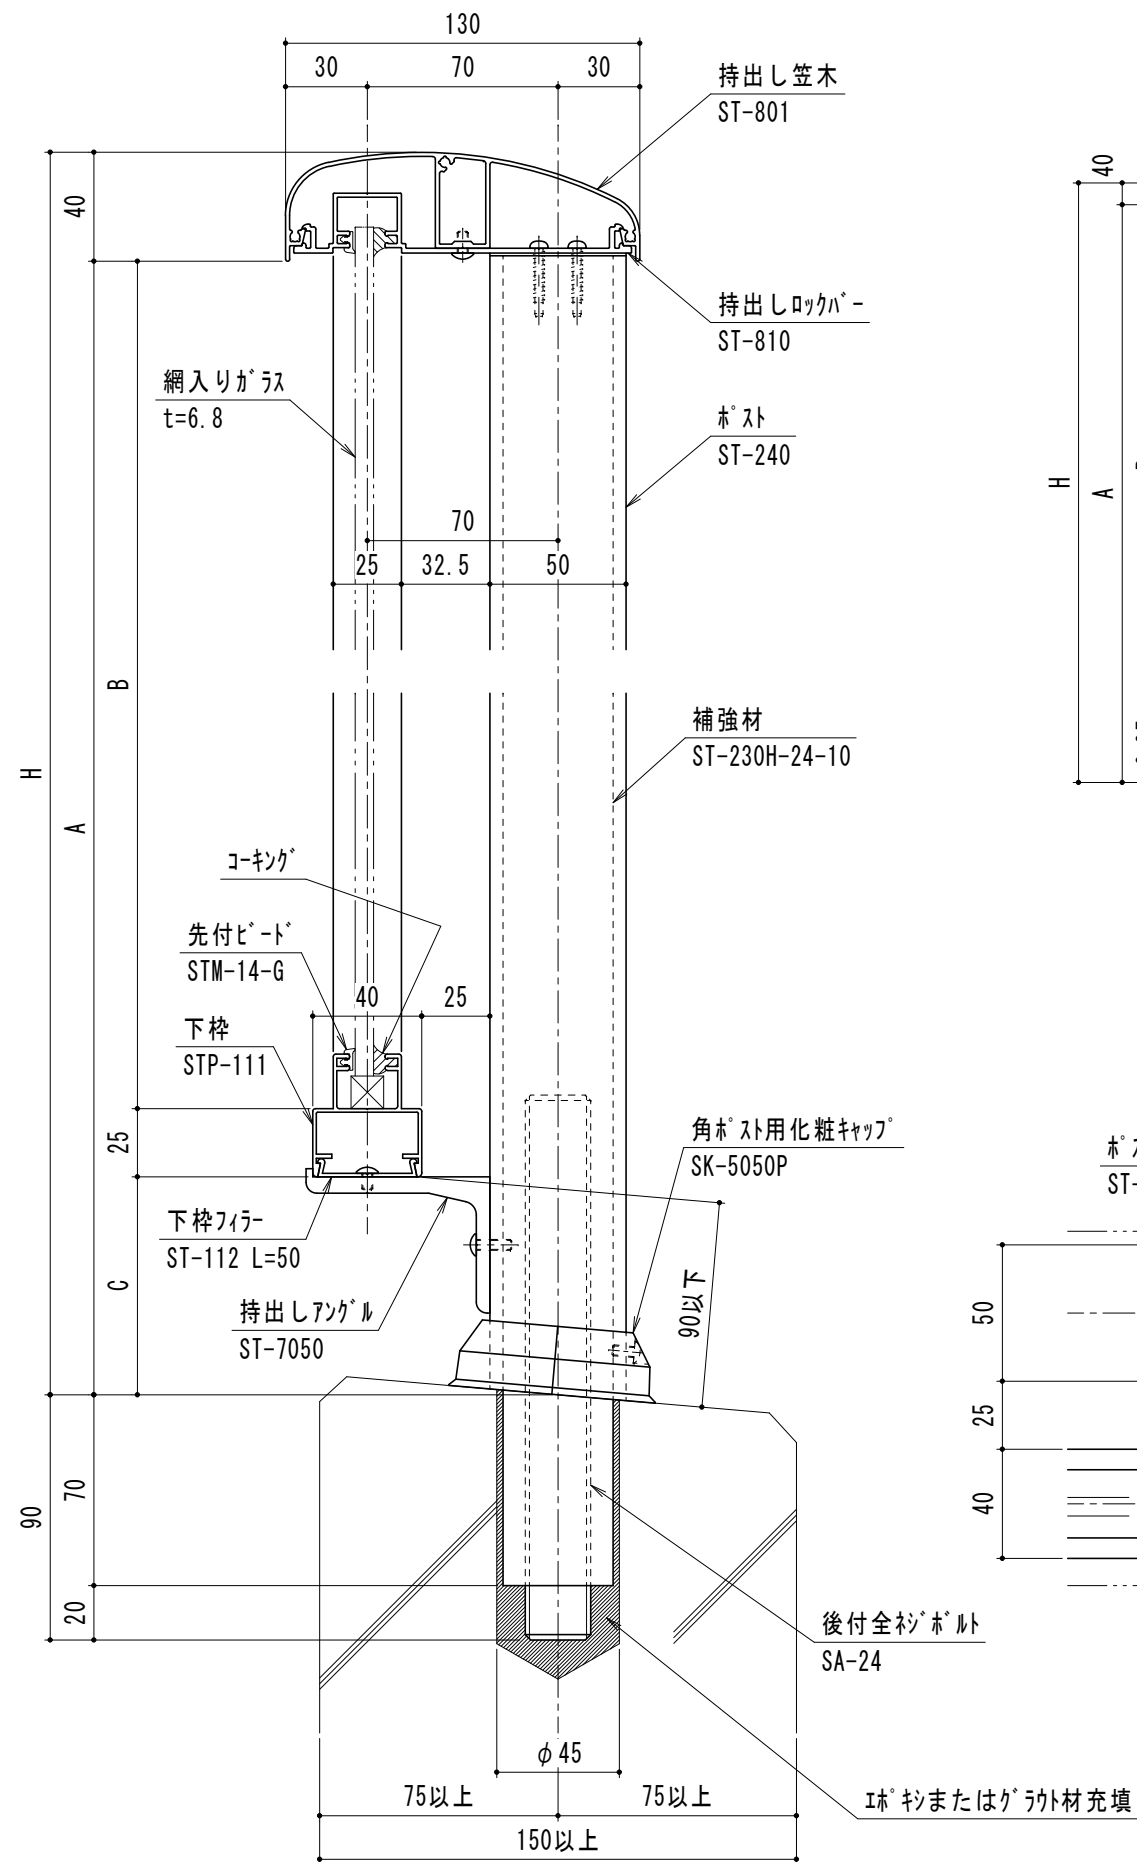 130
30
70
30
持出し笠木
ST-801
40
40
持出しﾛｯｸﾊﾞｰ
ST-810
網入りｶﾞﾗｽ
t=6.8
ﾎﾟｽﾄ
ST-240
H
A
70
25
32.5
50
B
補強材
ST-230H-24-10
H
A
ｺｰｷﾝｸﾞ
先付ﾋﾞｰﾄﾞ
STM-14-G
40
25
下枠
STP-111
25
角ﾎﾟｽﾄ用化粧ｷｬｯﾌﾟ
SK-5050P
下枠ﾌｨﾗｰ
ST-112 L=50
C
90以下
持出しｱﾝｸﾞﾙ
ST-7050
50
25
40
90
70
20
後付全ﾈｼﾞﾎﾞﾙﾄ
SA-24
φ45
75以上
75以上
ｴﾎﾟｷｼまたはｸﾞﾗｳﾄ材充填
150以上